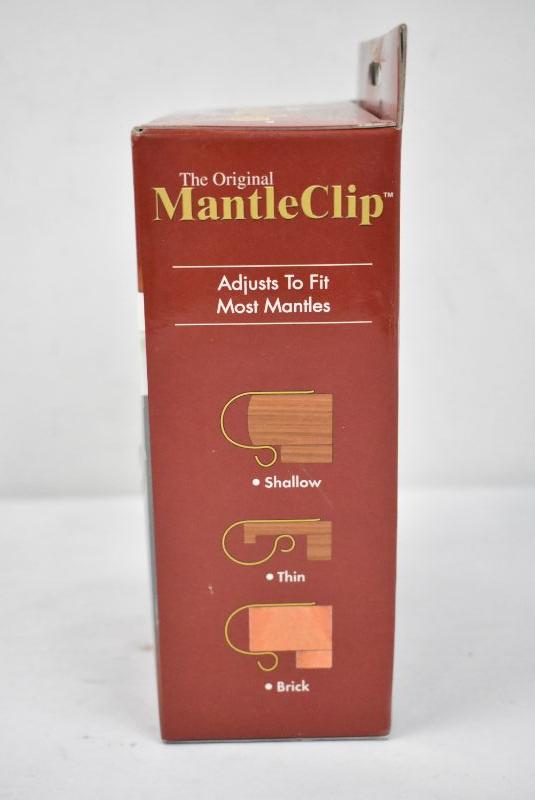 The Original
MantleClip™
Adjusts To Fit
Most Mantles
• Shallow
• Thin
• Brick